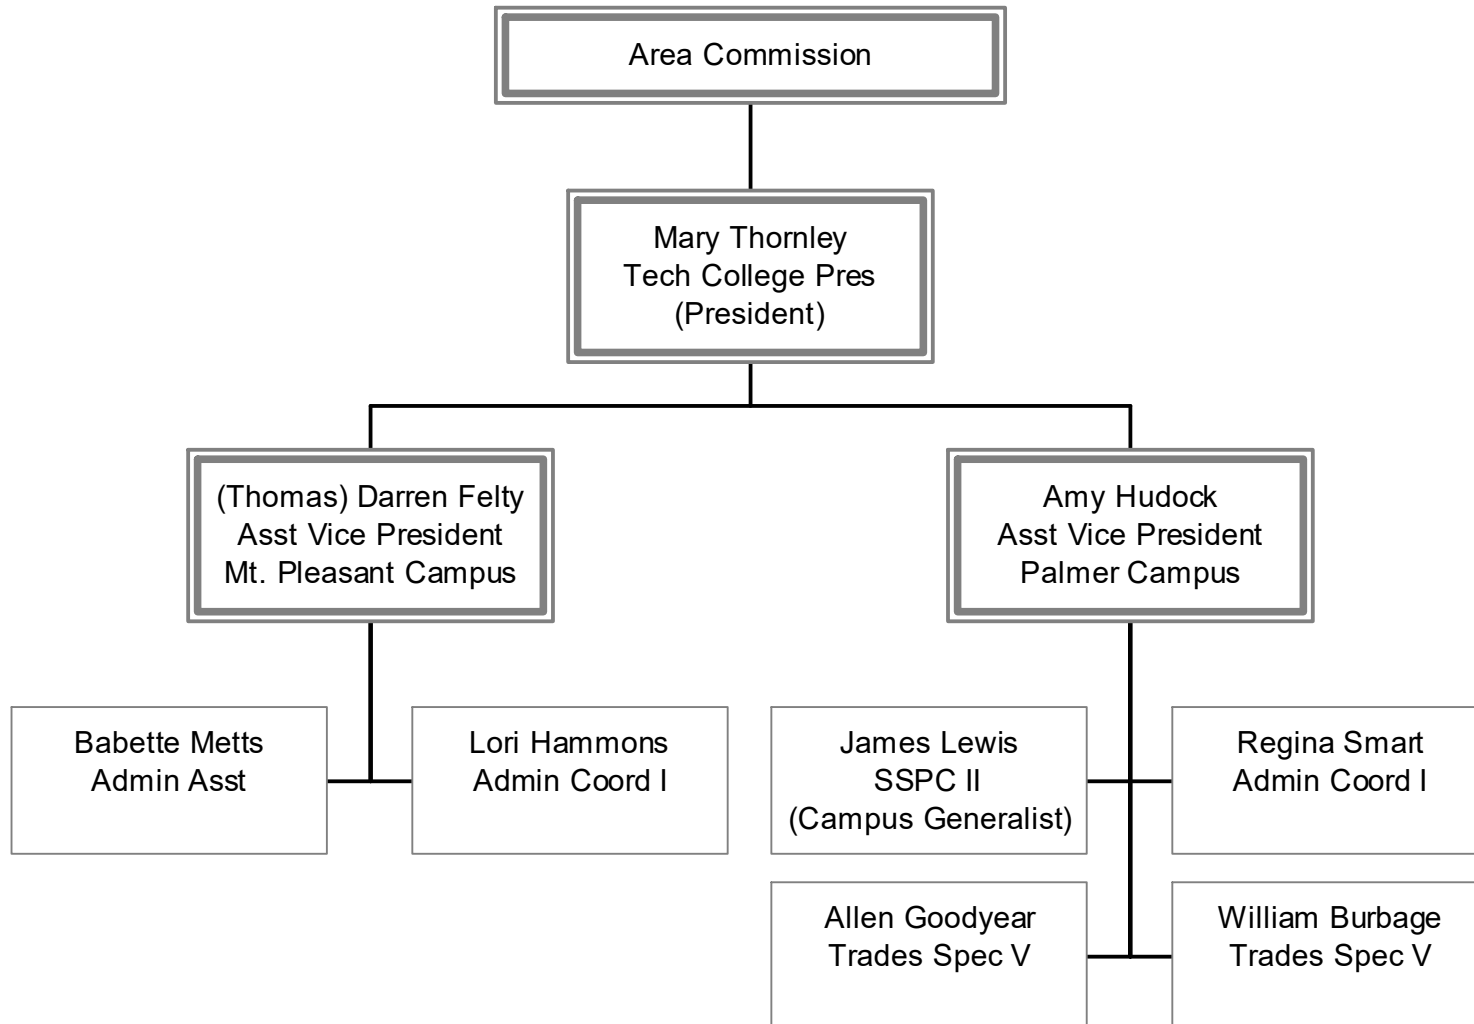 Area Commission
Mary Thornley
Tech College Pres
(President)
(Thomas) Darren Felty
Asst Vice President
Mt. Pleasant Campus
Amy Hudock
Asst Vice President
Palmer Campus
Babette Metts
Admin Asst
Lori Hammons
Admin Coord I
James Lewis
SSPC II
(Campus Generalist)
Regina Smart
Admin Coord I
Allen Goodyear
Trades Spec V
William Burbage
Trades Spec V